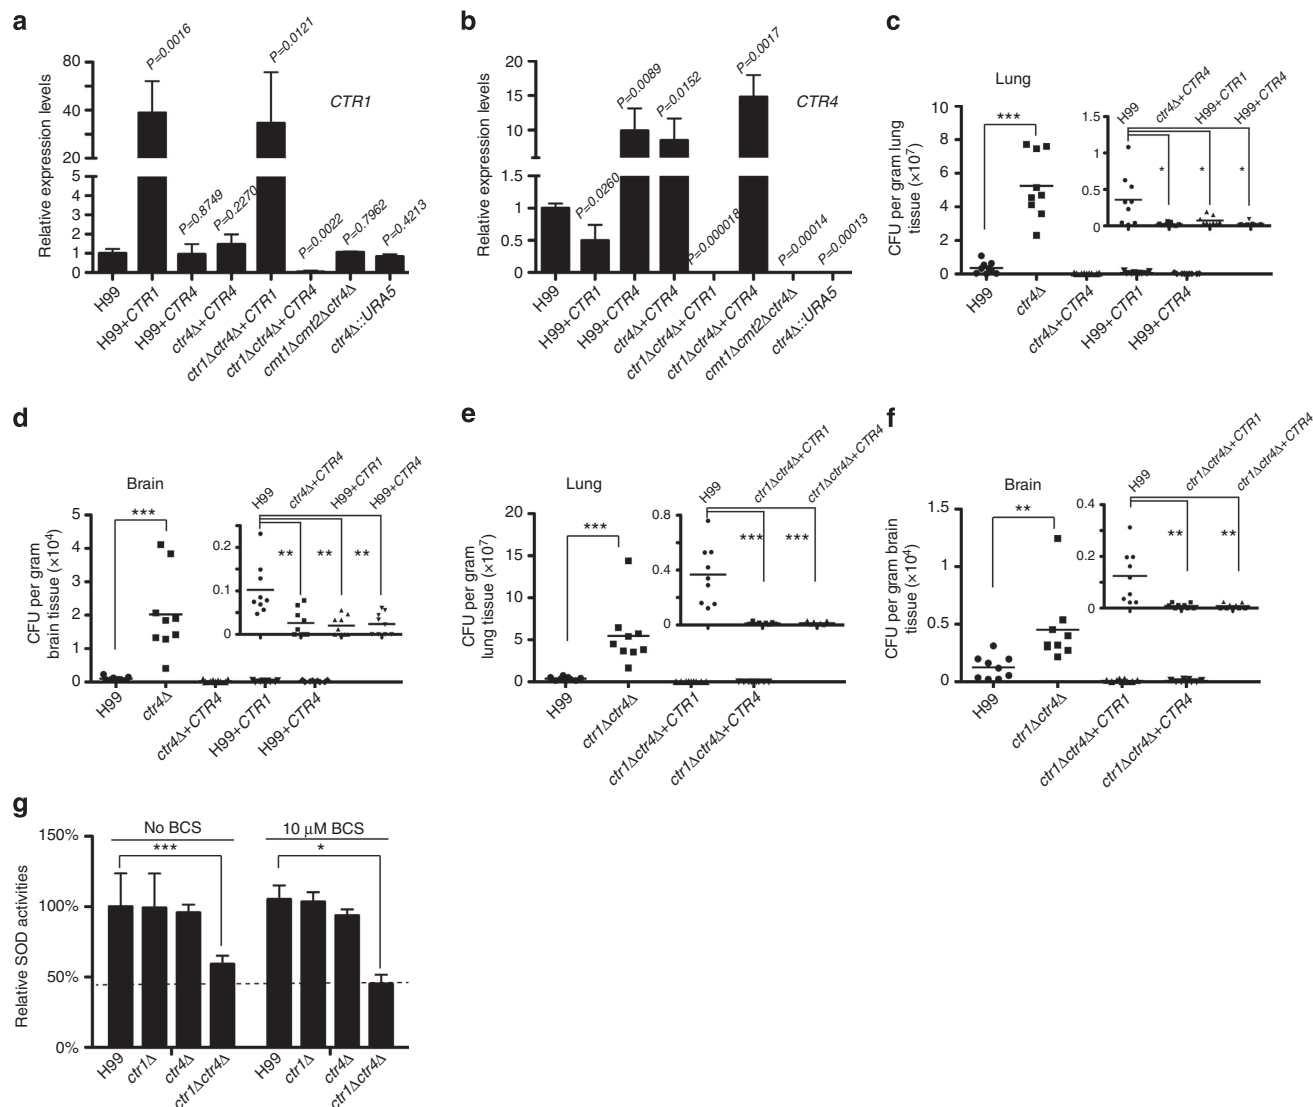 a
P=0.0016
P=0.0121
CTR1
Relative expression levels
80
40
20
5
4
3
2
1
0
P=0.8749
P=0.2270
P=0.0022
P=0.7962
P=0.4213
H99
H99+CTR1
H99+CTR4
ctr4Δ+CTR4
ctr1Δctr4Δ+CTR1
ctr1Δctr4Δ+CTR4
cmt1Δcmt2Δctr4Δ
ctr4Δ::URA5
b
P=0.0260
P=0.0089
P=0.0152
P=0.000018
P=0.0017
P=0.00014
P=0.00013
CTR4
Relative expression levels
20
15
10
1.5
1.0
0.5
0
H99
H99+CTR1
H99+CTR4
ctr4Δ+CTR4
ctr1Δctr4Δ+CTR1
ctr1Δctr4Δ+CTR4
cmt1Δcmt2Δctr4Δ
ctr4Δ::URA5
c
Lung
CFU per gram lung
tissue (×10⁷)
10
8
6
4
2
0
***
H99
ctr4Δ
ctr4Δ+CTR4
H99+CTR1
H99+CTR4
H99
ctr4Δ+CTR4
H99+CTR1
H99+CTR4
1.5
1
0.5
0
*
*
*
d
Brain
CFU per gram
brain tissue (×10⁴)
5
4
3
2
1
0
***
H99
ctr4Δ
ctr4Δ+CTR4
H99+CTR1
H99+CTR4
H99
ctr4Δ+CTR4
H99+CTR1
H99+CTR4
0.2
0.1
0
**
**
**
e
Lung
CFU per gram
lung tissue (×10⁷)
20
15
10
5
0
***
H99
ctr1Δctr4Δ
ctr1Δctr4Δ+CTR1
ctr1Δctr4Δ+CTR4
H99
ctr1Δctr4Δ+CTR1
ctr1Δctr4Δ+CTR4
0.8
0.4
0
***
***
f
Brain
CFU per gram brain
tissue (×10⁴)
1.5
1
0.5
0
**
H99
ctr1Δctr4Δ
ctr1Δctr4Δ+CTR1
ctr1Δctr4Δ+CTR4
H99
ctr1Δctr4Δ+CTR1
ctr1Δctr4Δ+CTR4
0.4
0.2
0
**
**
g
Relative SOD activities
150%
100%
50%
0%
No BCS
***
10 μM BCS
*
H99
ctr1Δ
ctr4Δ
ctr1Δctr4Δ
H99
ctr1Δ
ctr4Δ
ctr1Δctr4Δ